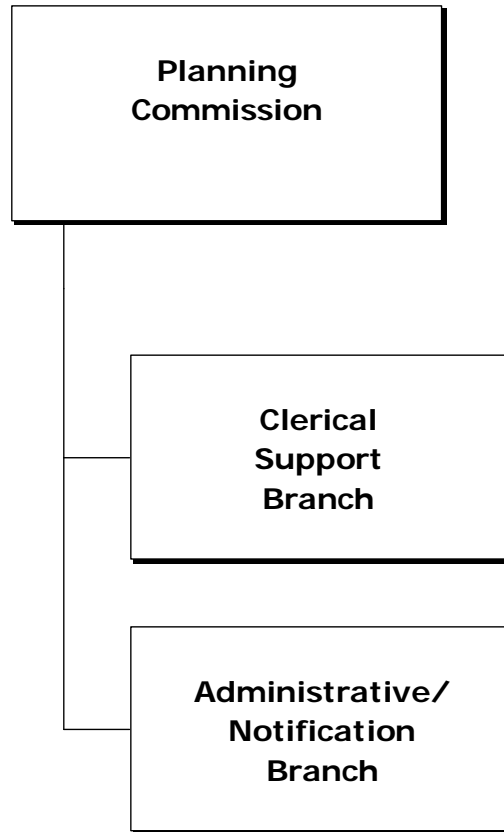 Planning
Commission
Clerical
Support
Branch
Administrative/
Notification
Branch